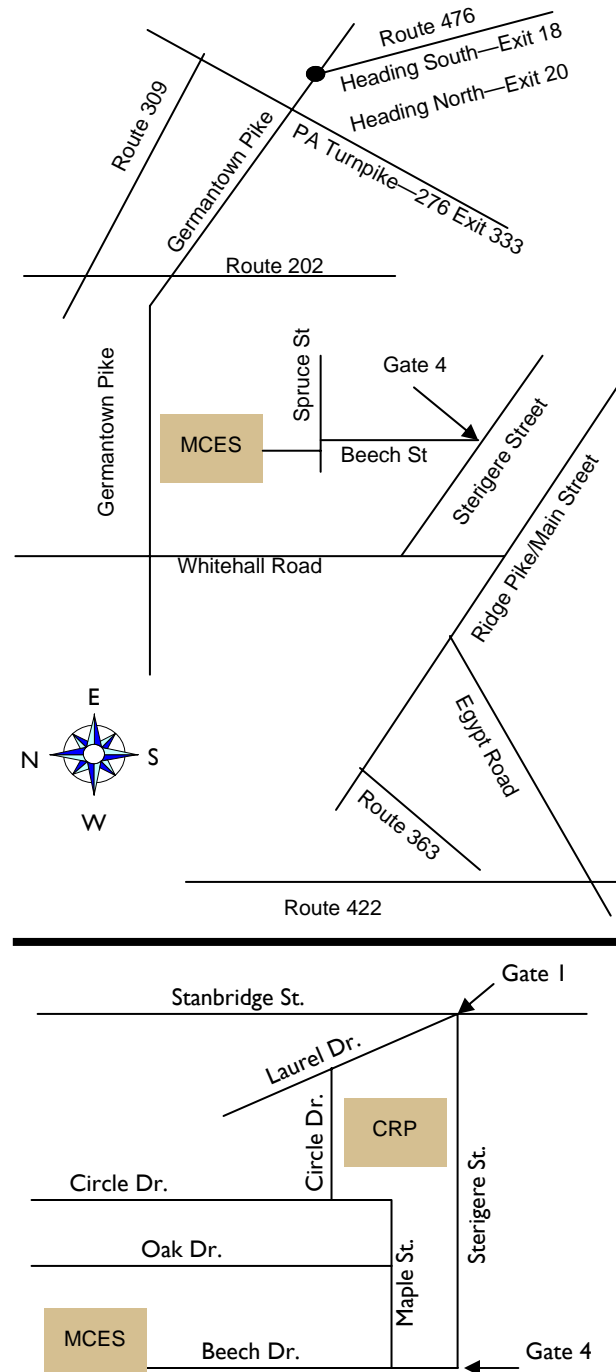 Route 476
Heading South—Exit 18
Heading North—Exit 20
Route 309
Germantown Pike
PA Turnpike—276 Exit 333
Route 202
Germantown Pike
Spruce St
Gate 4
MCES
Beech St
Sterigere Street
Whitehall Road
Ridge Pike/Main Street
E
N
S
W
Egypt Road
Route 363
Route 422
Gate 1
Stanbridge St.
Laurel Dr.
Circle Dr.
CRP
Circle Dr.
Sterigere St.
Oak Dr.
Maple St.
MCES
Beech Dr.
Gate 4